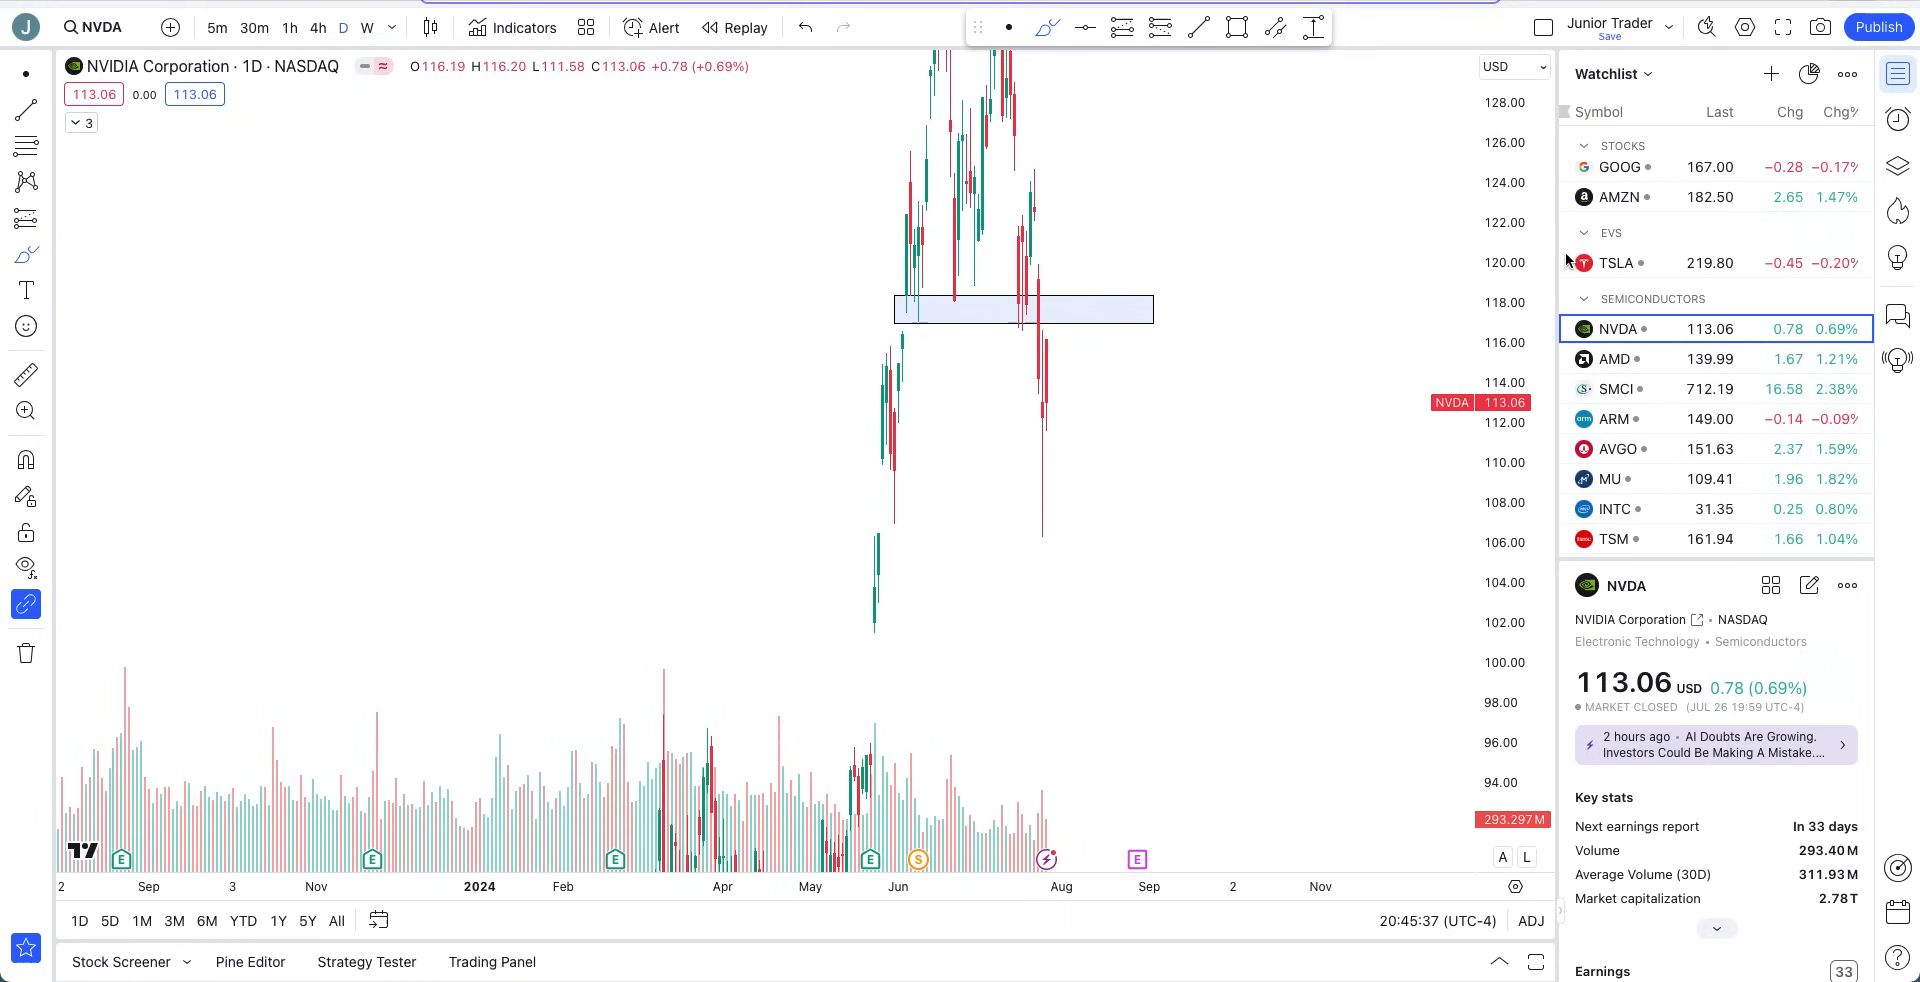 J
NVDA
5m 30m 1h 4h D W
Indicators
Alert
Replay
Junior Trader
Save
Publish
NVIDIA Corporation · 1D · NASDAQ
O116.19 H116.20 L111.58 C113.06 +0.78 (+0.69%)
113.06 0.00 113.06
3
USD
128.00
126.00
124.00
122.00
120.00
118.00
116.00
114.00
NVDA 113.06
112.00
110.00
108.00
106.00
104.00
102.00
100.00
98.00
96.00
94.00
293.297 M
A L
E E E E S E
2 Sep 3 Nov 2024 Feb Apr May Jun Aug Sep 2 Nov
1D 5D 1M 3M 6M YTD 1Y 5Y All
20:45:37 (UTC-4) ADJ
Stock Screener Pine Editor Strategy Tester Trading Panel
Watchlist
Symbol Last Chg Chg%
STOCKS
GOOG 167.00 −0.28 −0.17%
AMZN 182.50 2.65 1.47%
EVS
TSLA 219.80 −0.45 −0.20%
SEMICONDUCTORS
NVDA 113.06 0.78 0.69%
AMD 139.99 1.67 1.21%
SMCI 712.19 16.58 2.38%
ARM 149.00 −0.14 −0.09%
AVGO 151.63 2.37 1.59%
MU 109.41 1.96 1.82%
INTC 31.35 0.25 0.80%
TSM 161.94 1.66 1.04%
NVDA
NVIDIA Corporation • NASDAQ
Electronic Technology • Semiconductors
113.06 USD 0.78 (0.69%)
MARKET CLOSED (JUL 26 19:59 UTC-4)
2 hours ago • AI Doubts Are Growing.
Investors Could Be Making A Mistake....
Key stats
Next earnings report In 33 days
Volume 293.40 M
Average Volume (30D) 311.93 M
Market capitalization 2.78 T
Earnings 33